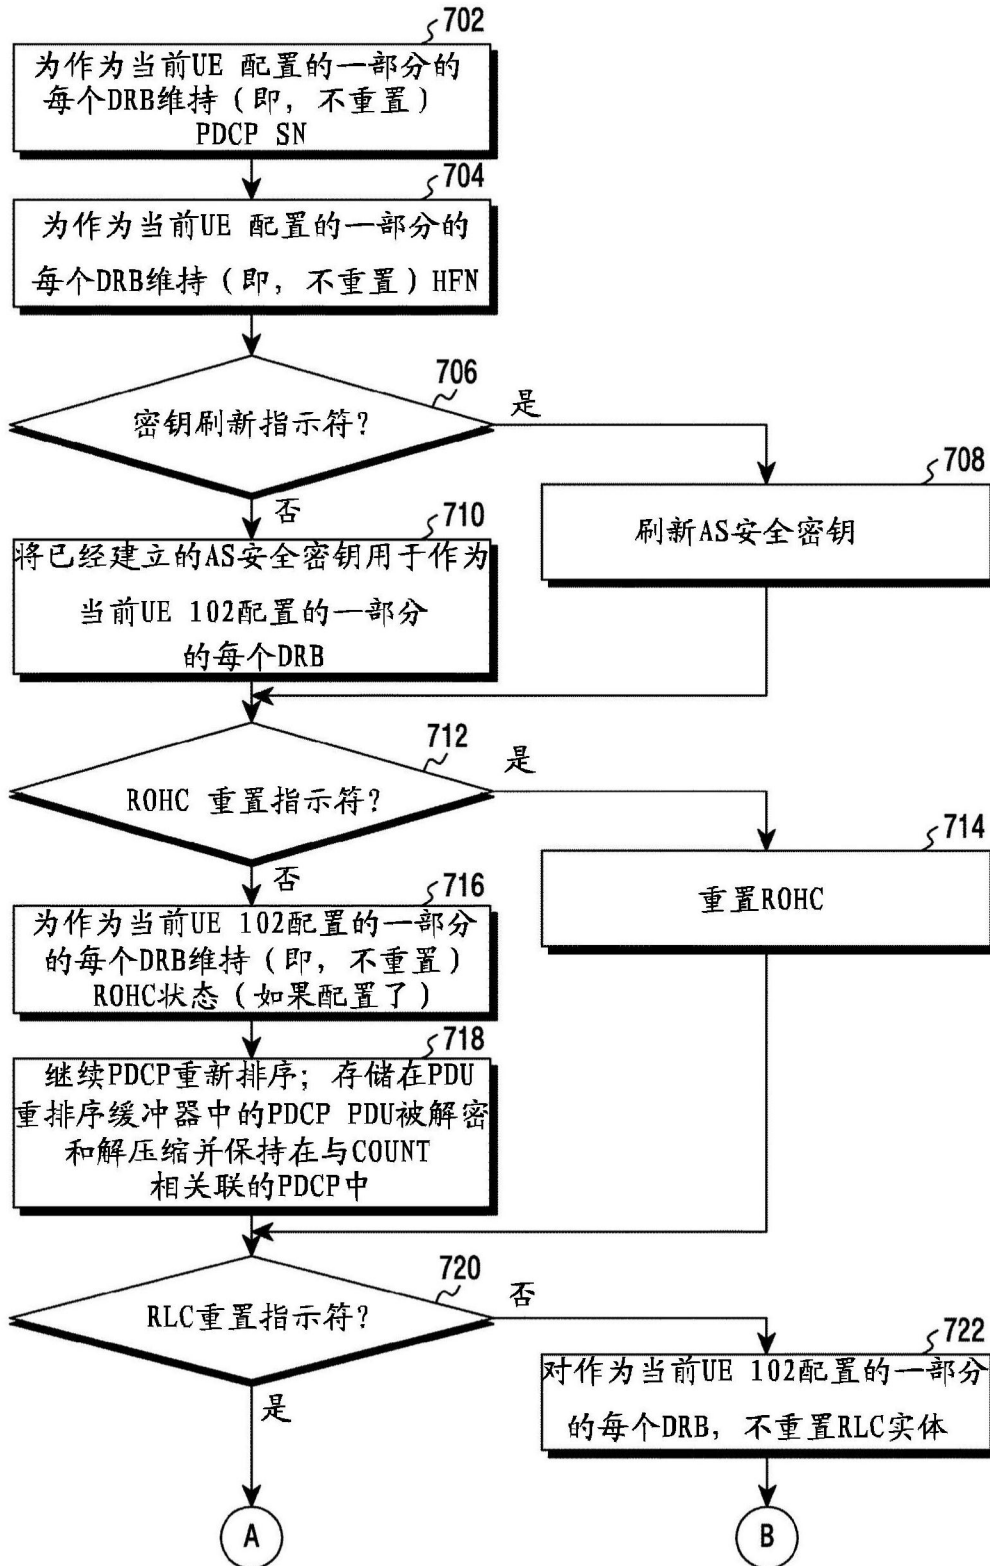 702
为作为当前UE 配置的一部分的
每个DRB维持（即，不重置）
PDCP SN
704
为作为当前UE 配置的一部分的
每个DRB维持（即，不重置）HFN
706
密钥刷新指示符？
是
708
刷新AS安全密钥
否
710
将已经建立的AS安全密钥用于作为
当前UE 102配置的一部分
的每个DRB
712
ROHC 重置指示符？
是
714
重置ROHC
否
716
为作为当前UE 102配置的一部分
的每个DRB维持（即，不重置）
ROHC状态（如果配置了）
718
继续PDCP重新排序；存储在PDU
重排序缓冲器中的PDCP PDU被解密
和解压缩并保持在与COUNT
相关联的PDCP中
720
RLC重置指示符？
否
722
对作为当前UE 102配置的一部分
的每个DRB，不重置RLC实体
是
A
B